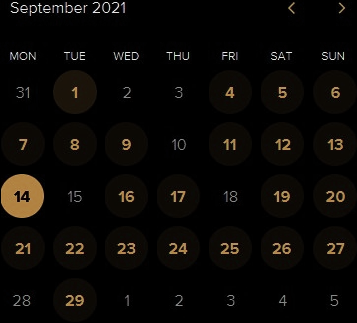 September 2021
MON TUE WED THU FRI SAT SUN
31 1 2 3 4 5 6
7 8 9 10 11 12 13
14 15 16 17 18 19 20
21 22 23 24 25 26 27
28 29 1 2 3 4 5